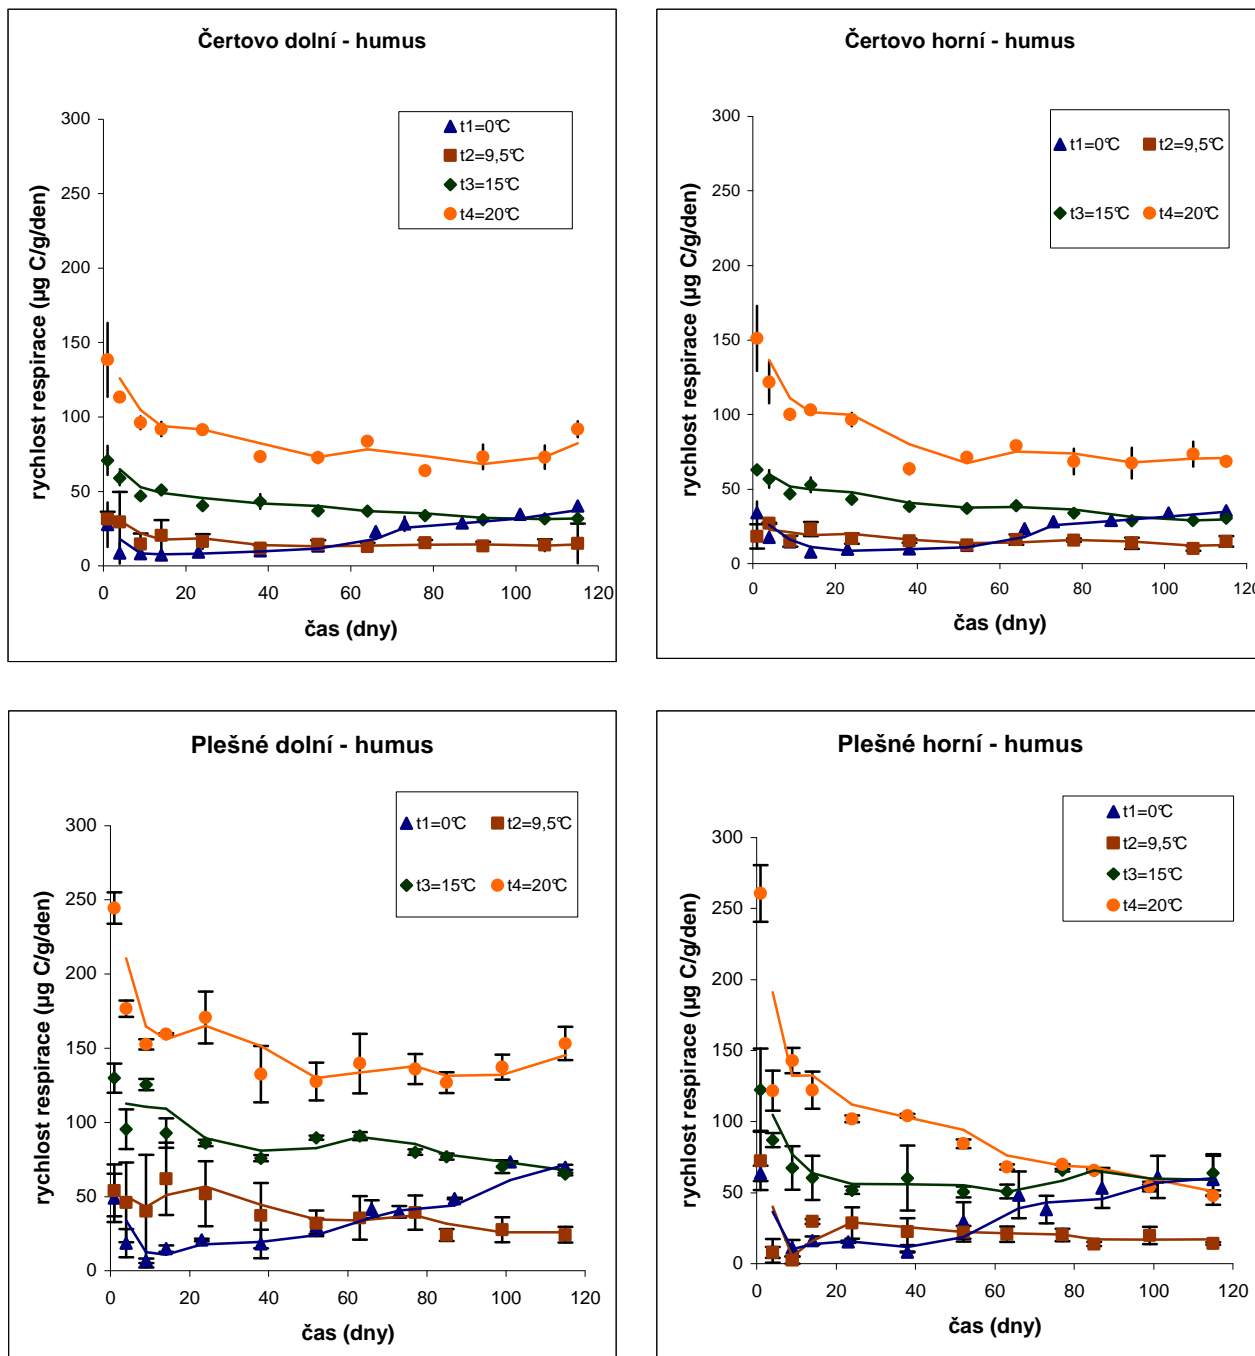 Čertovo dolní - humus
rychlost respirace (µg C/g/den)
300
250
200
150
100
50
0
t1=0°C
t2=9,5°C
t3=15°C
t4=20°C
0 20 40 60 80 100 120
čas (dny)
Čertovo horní - humus
rychlost respirace (µg C/g/den)
300
250
200
150
100
50
0
t1=0°C t2=9,5°C
t3=15°C t4=20°C
0 20 40 60 80 100 120
čas (dny)
Plešné dolní - humus
rychlost respirace (µg C/g/den)
300
250
200
150
100
50
0
t1=0°C t2=9,5°C
t3=15°C t4=20°C
0 20 40 60 80 100 120
čas (dny)
Plešné horní - humus
rychlost respirace (µg C/g/den)
300
250
200
150
100
50
0
t1=0°C
t2=9,5°C
t3=15°C
t4=20°C
0 20 40 60 80 100 120
čas (dny)